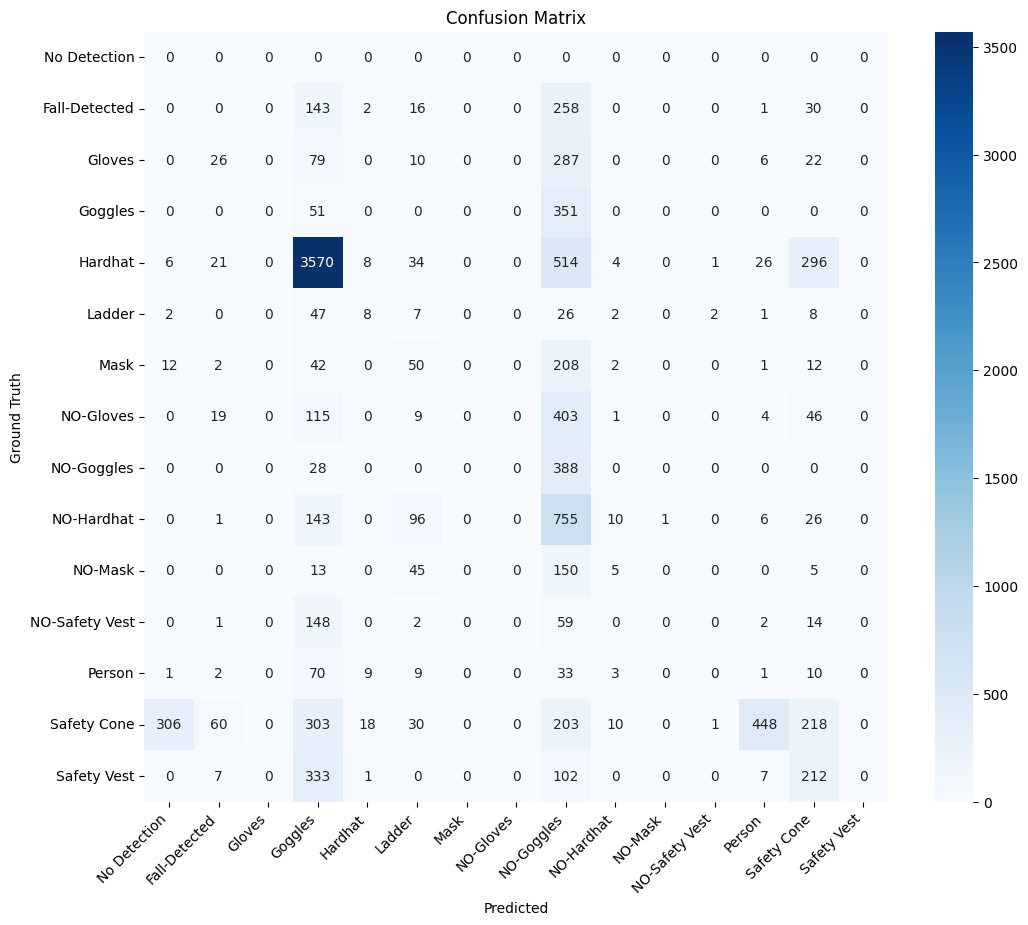 Confusion Matrix
No Detection 0 0 0 0 0 0 0 0 0 0 0 0 0 0 0
Fall-Detected 0 0 0 143 2 16 0 0 258 0 0 0 1 30 0
Gloves 0 26 0 79 0 10 0 0 287 0 0 0 6 22 0
Goggles 0 0 0 51 0 0 0 0 351 0 0 0 0 0 0
Hardhat 6 21 0 3570 8 34 0 0 514 4 0 1 26 296 0
Ladder 2 0 0 47 8 7 0 0 26 2 0 2 1 8 0
Mask 12 2 0 42 0 50 0 0 208 2 0 0 1 12 0
NO-Gloves 0 19 0 115 0 9 0 0 403 1 0 0 4 46 0
NO-Goggles 0 0 0 28 0 0 0 0 388 0 0 0 0 0 0
NO-Hardhat 0 1 0 143 0 96 0 0 755 10 1 0 6 26 0
NO-Mask 0 0 0 13 0 45 0 0 150 5 0 0 0 5 0
NO-Safety Vest 0 1 0 148 0 2 0 0 59 0 0 0 2 14 0
Person 1 2 0 70 9 9 0 0 33 3 0 0 1 10 0
Safety Cone 306 60 0 303 18 30 0 0 203 10 0 1 448 218 0
Safety Vest 0 7 0 333 1 0 0 0 102 0 0 0 7 212 0
No Detection
Fall-Detected
Gloves
Goggles
Hardhat
Ladder
Mask
NO-Gloves
NO-Goggles
NO-Hardhat
NO-Mask
NO-Safety Vest
Person
Safety Cone
Safety Vest
Predicted
Ground Truth
3500
3000
2500
2000
1500
1000
500
0